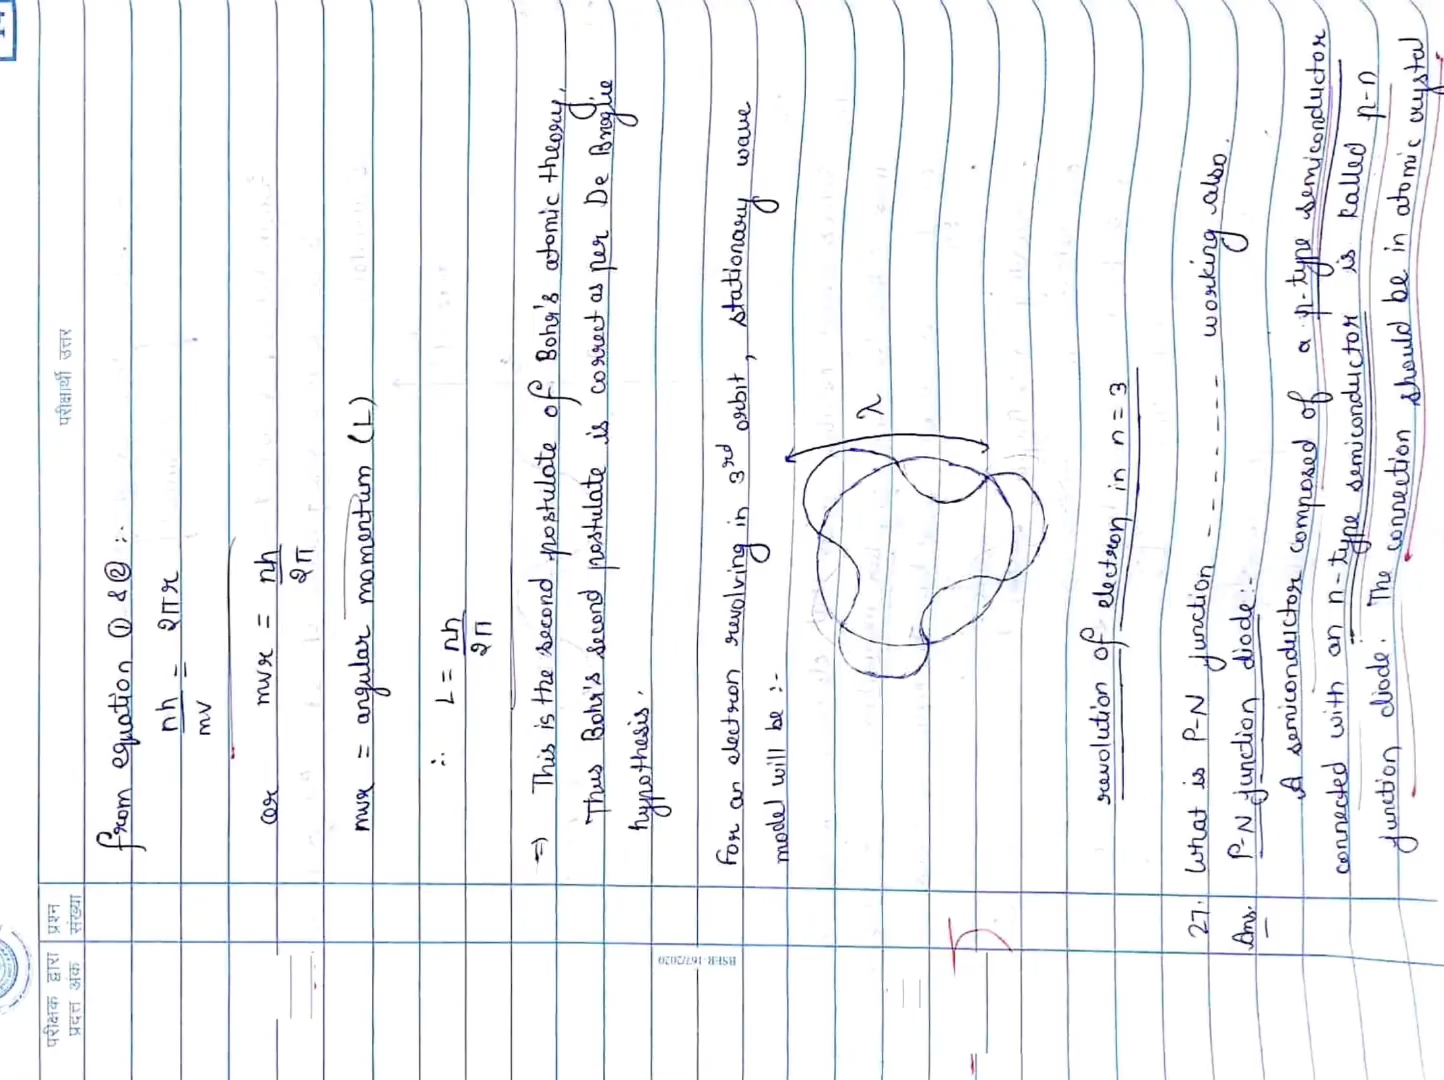 परीक्षक द्वारा प्रदत्त अंक
प्रश्न संख्या
परीक्षार्थी उत्तर
from equation ① & ② :-
nh/mv = 2πr
or mvr = nh/2π
mvr = angular momentum (L)
∴ L = nh/2π
⇒ This is the second postulate of Bohr's atomic theory.
Thus Bohr's second postulate is correct as per De Broglie
hypothesis.
For an electron revolving in 3rd orbit, stationary wave
model will be :-
λ
revolution of electron in n = 3
BSEB-167/2020
27. What is P-N junction - - - - - - working also.
Ans. P-N junction diode:-
A semiconductor composed of a p-type semiconductor
connected with an n-type semiconductor is called p-n
junction diode. The connection should be in atomic crystal